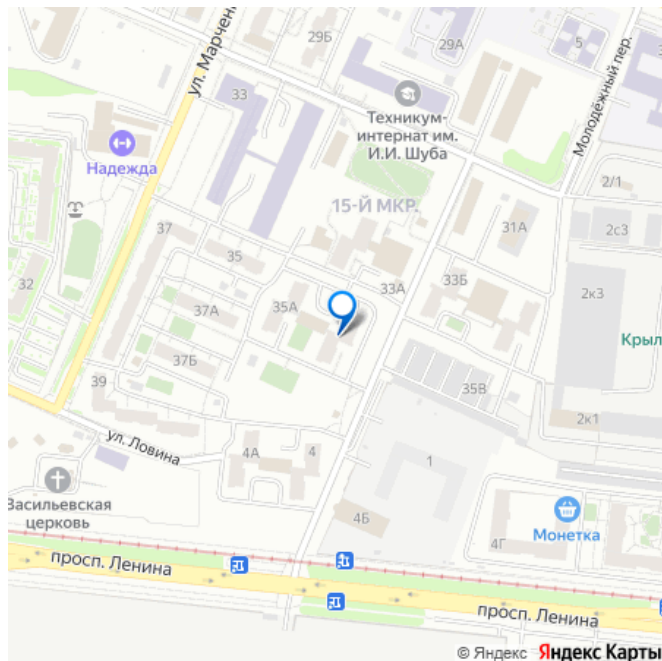 29Б
29А
5
Молодёжный пер.
ул. Марчен
33
Техникум-
интернат им.
И.И. Шуба
Надежда
2/1
15-Й МКР.
31А
2с3
37
35
32
33А
33Б
2к3
35А
37А
Крыл
37Б
39
35В
2к1
ул. Ловина
4А
4
1
Васильевская
церковь
4Б
4Г
Монетка
просп. Ленина
просп. Ленина
© Яндекс Яндекс Карты